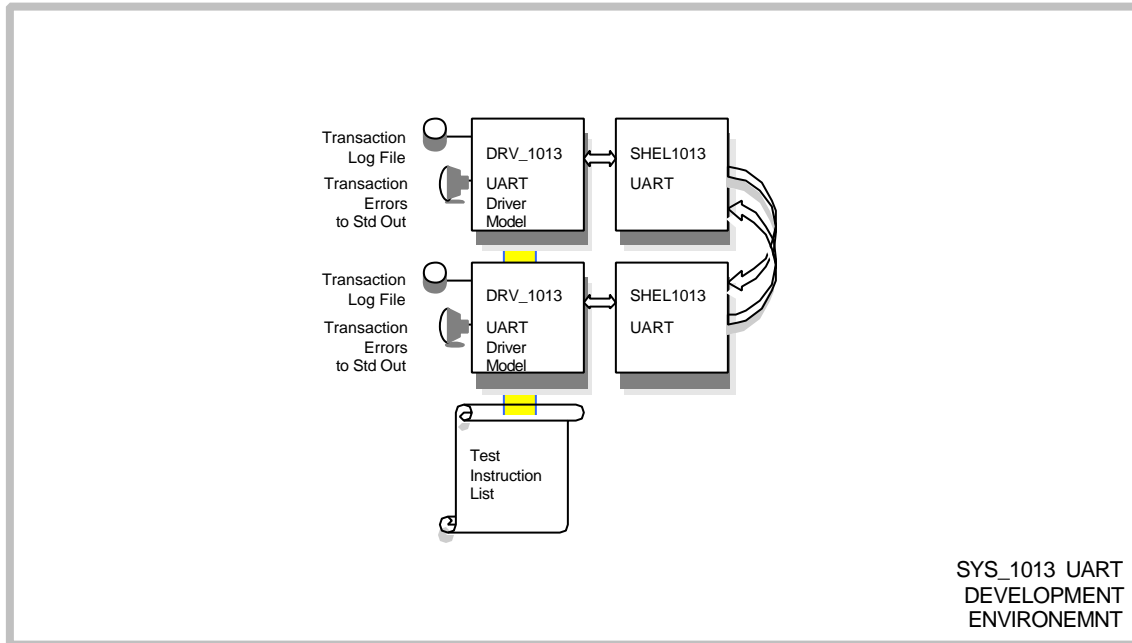 Transaction
Log File
Transaction
Errors
to Std Out
DRV_1013
UART
Driver
Model
SHEL1013
UART
Transaction
Log File
Transaction
Errors
to Std Out
DRV_1013
UART
Driver
Model
SHEL1013
UART
Test
Instruction
List
SYS_1013 UART
DEVELOPMENT
ENVIRONEMNT